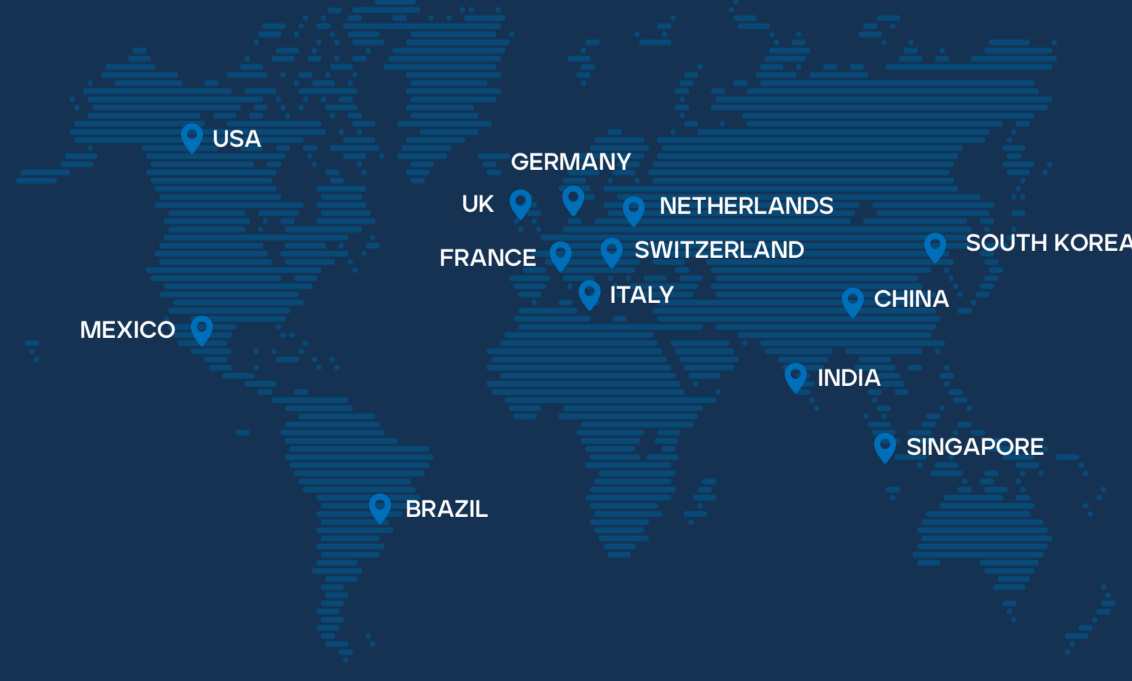 USA
GERMANY
UK
NETHERLANDS
SOUTH KOREA
SWITZERLAND
FRANCE
ITALY
CHINA
MEXICO
INDIA
SINGAPORE
BRAZIL